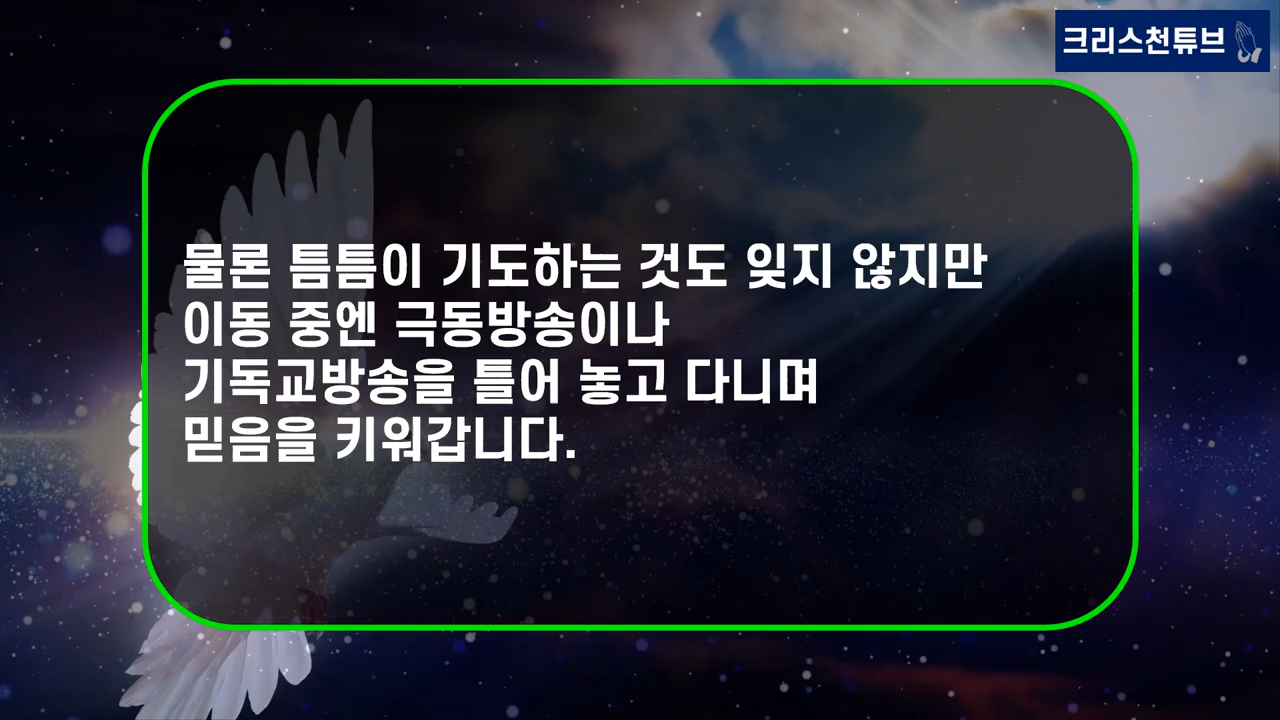 크리스천튜브
물론 틈틈이 기도하는 것도 잊지 않지만
이동 중엔 극동방송이나
기독교방송을 틀어 놓고 다니며
믿음을 키워갑니다.